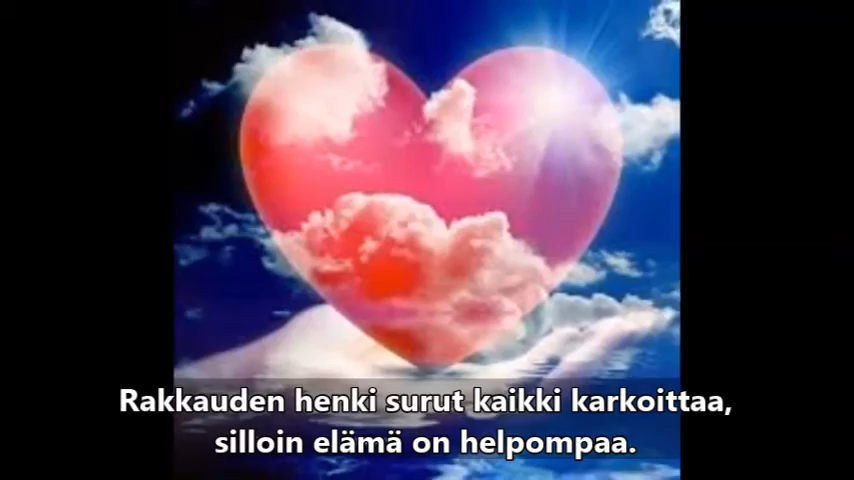 Rakkauden henki surut kaikki karkoittaa,
silloin elämä on helpompaa.